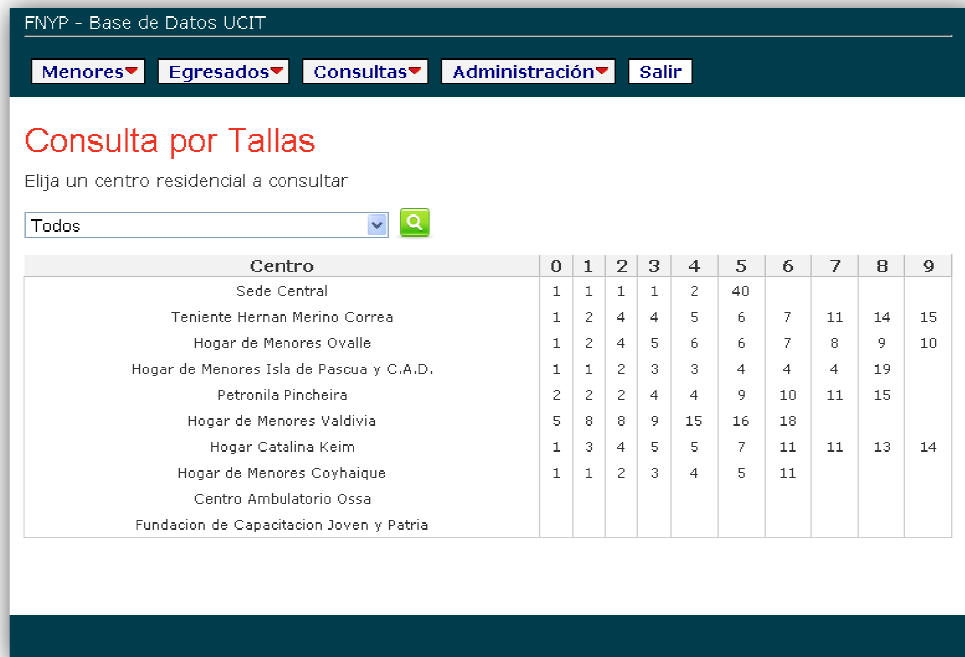 FNYP - Base de Datos UCIT
Menores Egresados Consultas Administración Salir
Consulta por Tallas
Elija un centro residencial a consultar
Todos
Centro 0 1 2 3 4 5 6 7 8 9
Sede Central 1 1 1 1 2 40
Teniente Hernan Merino Correa 1 2 4 4 5 6 7 11 14 15
Hogar de Menores Ovalle 1 2 4 5 6 6 7 8 9 10
Hogar de Menores Isla de Pascua y C.A.D. 1 1 2 3 3 4 4 4 19
Petronila Pincheira 2 2 2 4 4 9 10 11 15
Hogar de Menores Valdivia 5 8 8 9 15 16 18
Hogar Catalina Keim 1 3 4 5 5 7 11 11 13 14
Hogar de Menores Coyhaique 1 1 2 3 4 5 11
Centro Ambulatorio Ossa
Fundacion de Capacitacion Joven y Patria